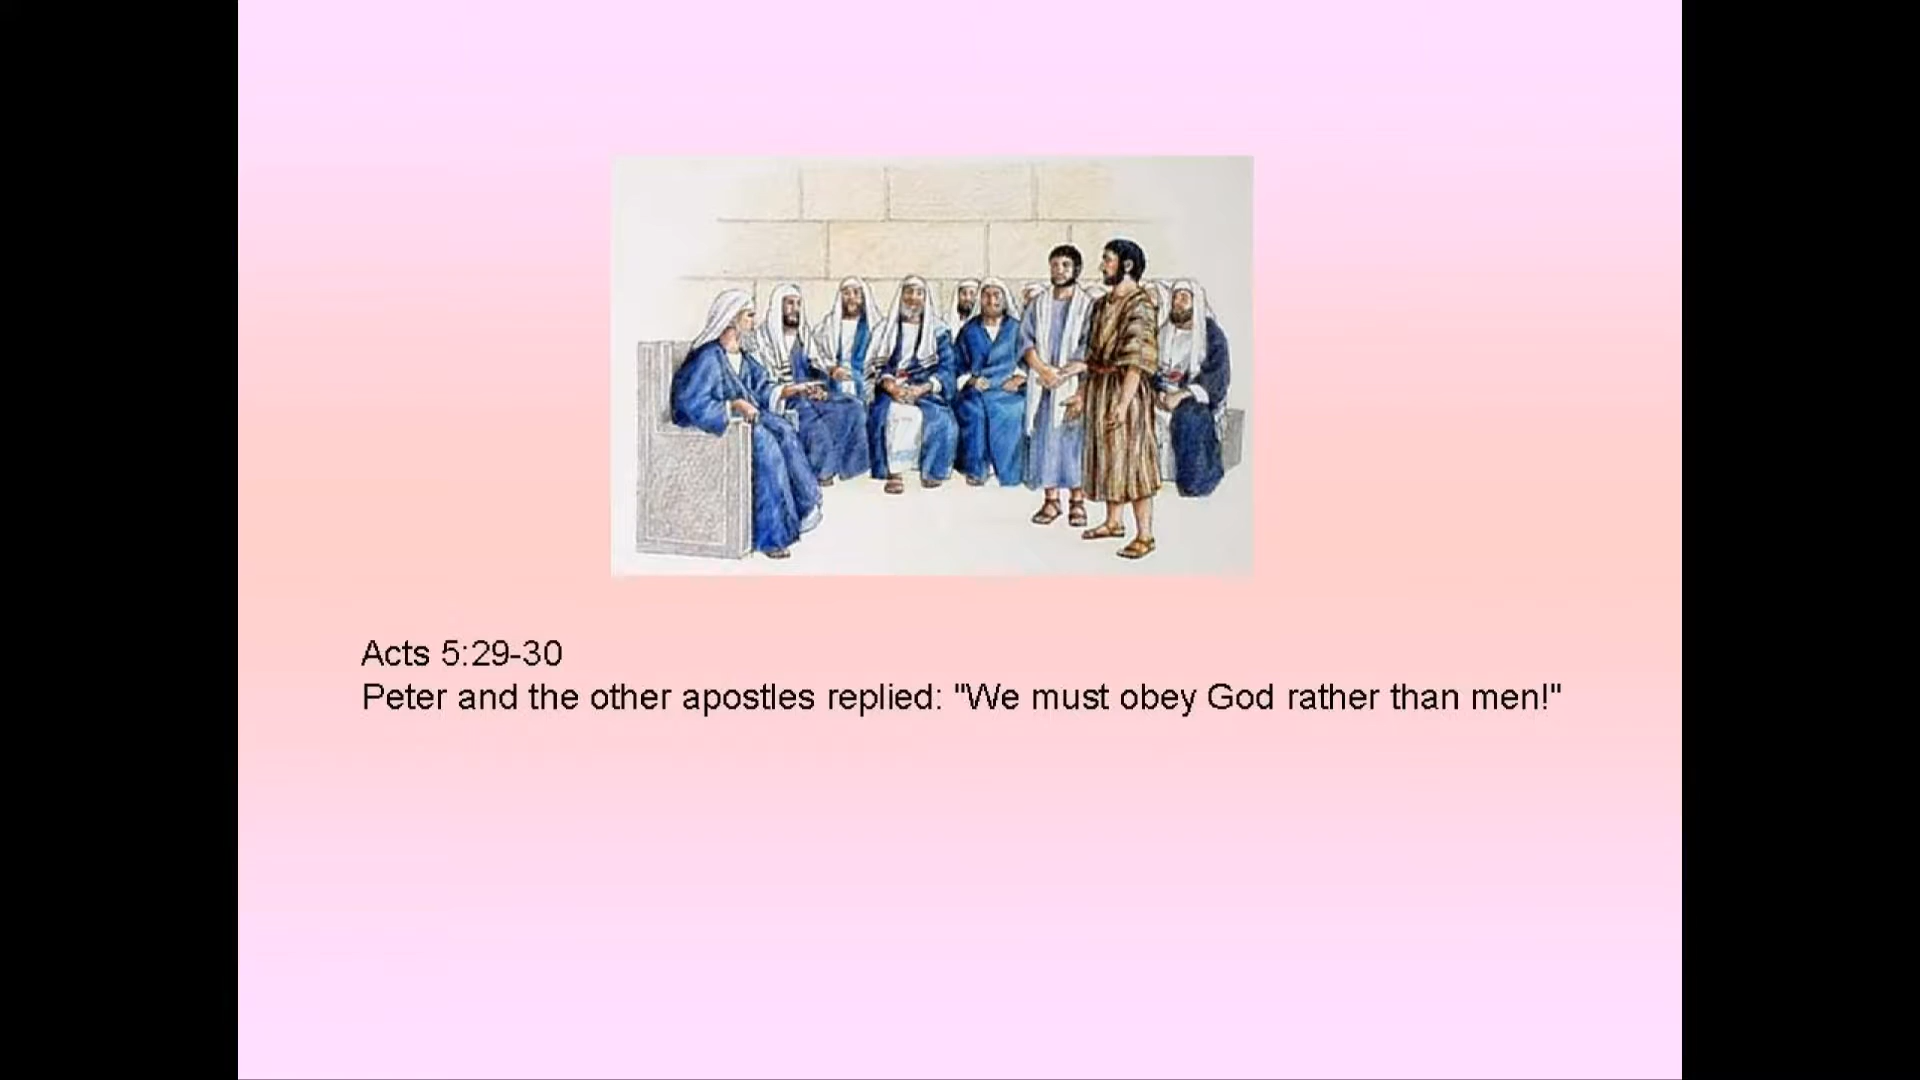 Acts 5:29-30
Peter and the other apostles replied: "We must obey God rather than men!"